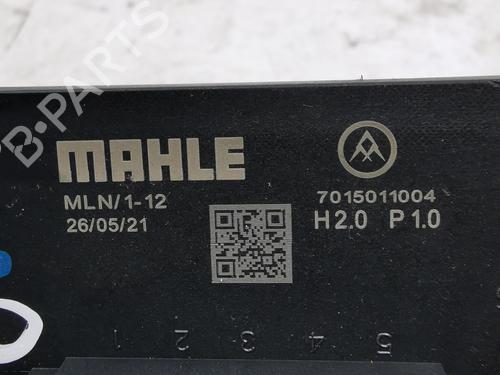 B-PARTS
MAHLE
MLN/1-12
26/05/21
7015011004
H2.0 P1.0
5 4 3 2 1